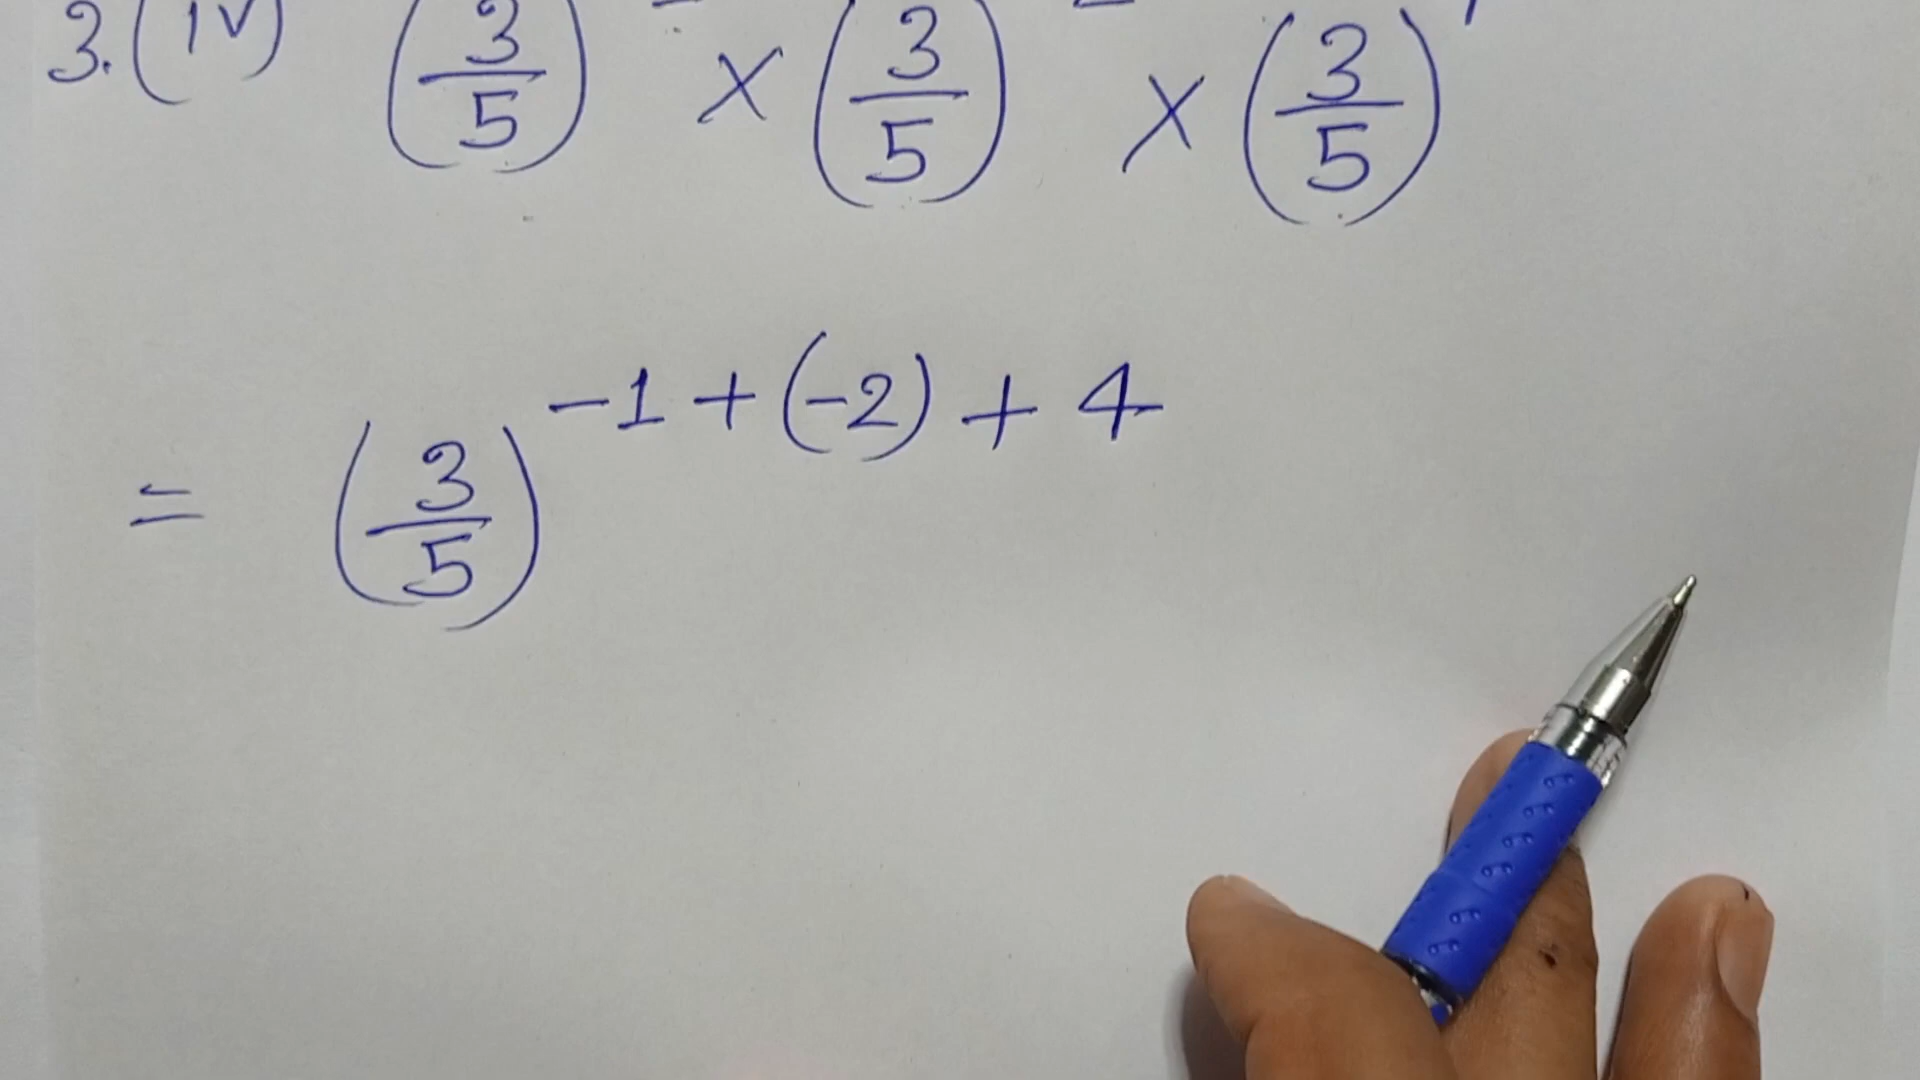 3. (iv) (3/5) × (3/5) × (3/5)
= (3/5)^{-1 + (-2) + 4}